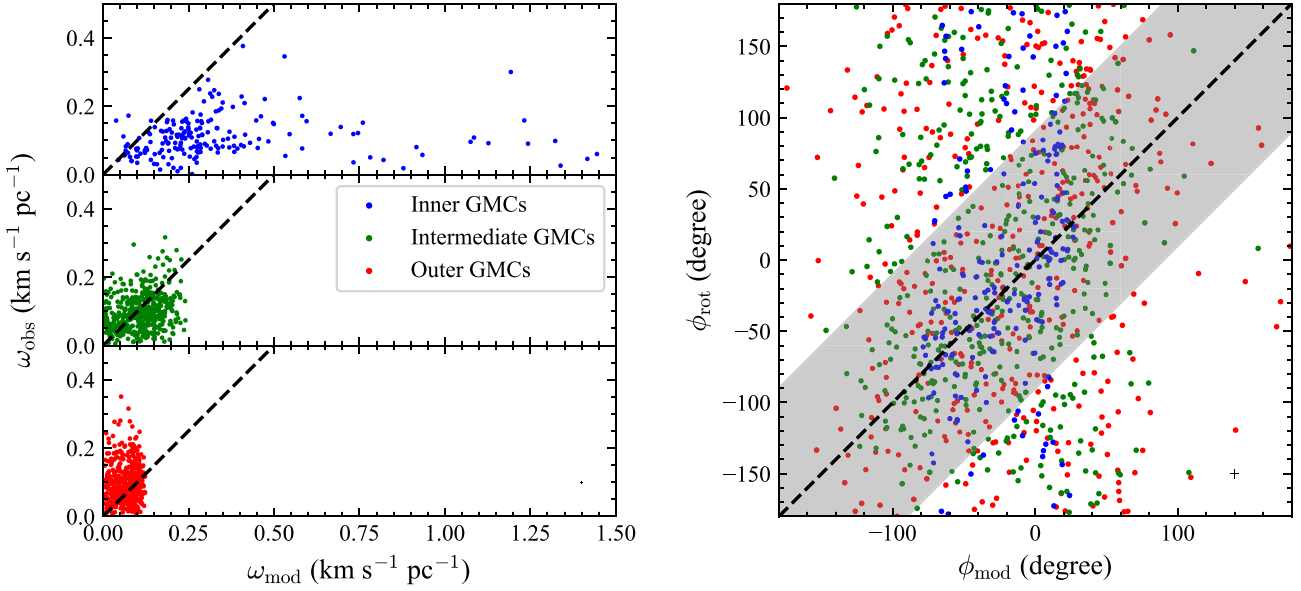 0.4
0.2
0.0
0.4
0.2
0.0
0.4
0.2
0.0
ω_obs (km s⁻¹ pc⁻¹)
Inner GMCs
Intermediate GMCs
Outer GMCs
0.00 0.25 0.50 0.75 1.00 1.25 1.50
ω_mod (km s⁻¹ pc⁻¹)
150
100
50
0
−50
−100
−150
ϕ_rot (degree)
−100 0 100
ϕ_mod (degree)